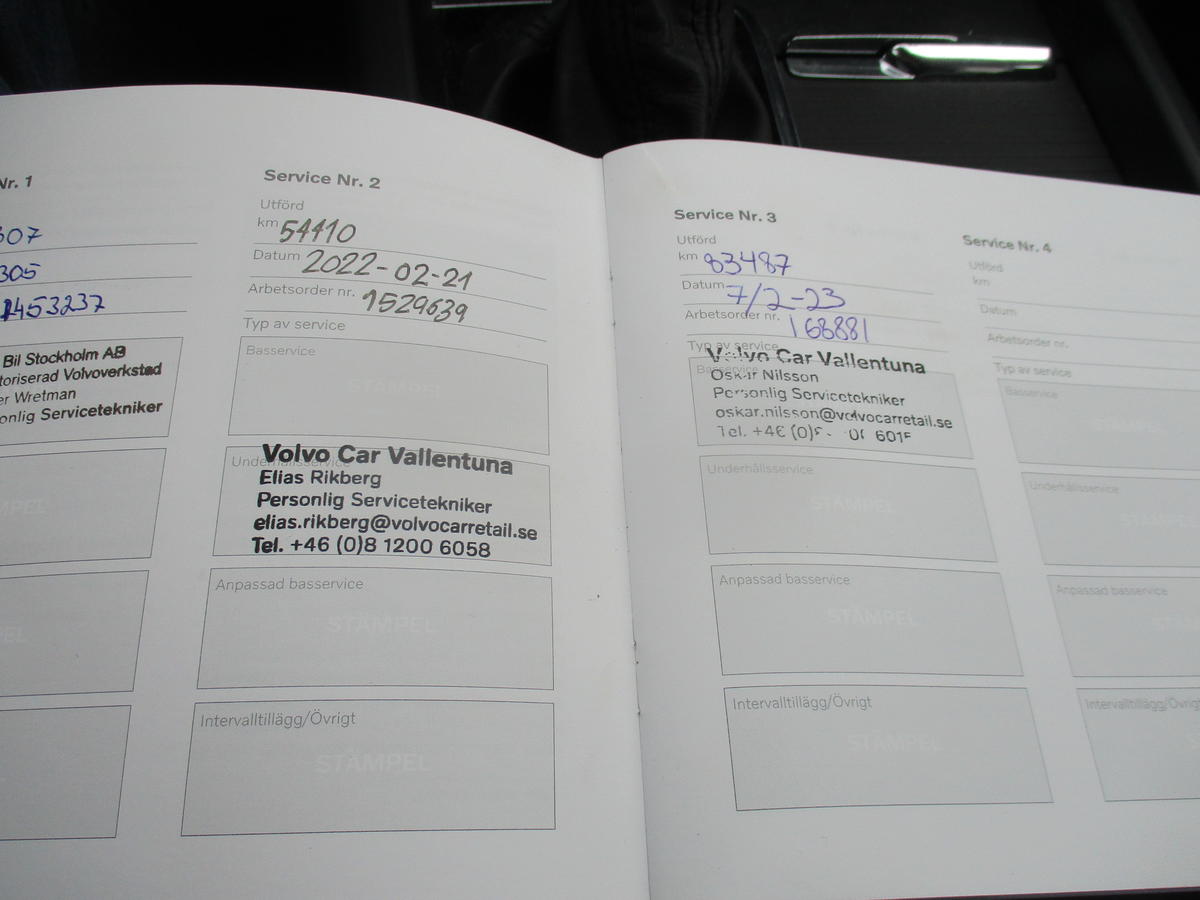 Nr. 1
307
305
1453237
Bil Stockholm AB
toriserad Volvoverkstad
er Wretman
onlig Servicetekniker
Service Nr. 2
Utförd
km 54410
Datum 2022-02-21
Arbetsorder nr. 1529639
Typ av service
Basservice
STÄMPEL
Underhållsservice
Volvo Car Vallentuna
Elias Rikberg
Personlig Servicetekniker
elias.rikberg@volvocarretail.se
Tel. +46 (0)8 1200 6058
Anpassad basservice
STÄMPEL
Intervalltillägg/Övrigt
STÄMPEL
Service Nr. 3
Utförd
km 83487
Datum 7/2-23
Arbetsorder nr. 168881
Typ av service
Basservice
Volvo Car Vallentuna
Oskar Nilsson
Personlig Servicetekniker
oskar.nilsson@volvocarretail.se
Tel.
Underhållsservice
STÄMPEL
Anpassad basservice
STÄMPEL
Intervalltillägg/Övrigt
STÄMPEL
Service Nr. 4
Utförd
km
Datum
Arbetsorder nr.
Typ av service
Basservice
STÄMPEL
Underhållsservice
Anpassad basservice
Intervalltillägg/Övrigt